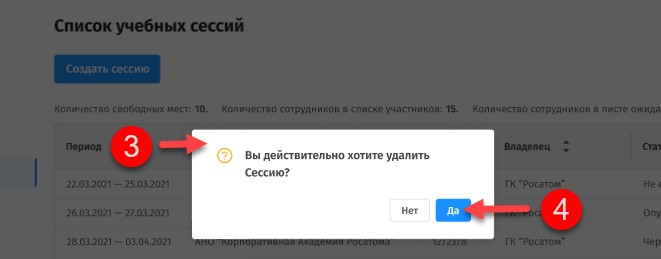 Список учебных сессий
Создать сессию
Количество свободных мест: 10. Количество сотрудников в списке участников: 15. Количество сотрудников в листе ожида
Период
3
Вы действительно хотите удалить
Сессию?
Владелец
Стат
22.03.2021 — 25.03.2021
ГК "Росатом"
Не
Нет
Да
4
26.03.2021 — 27.03.2021
ГК "Росатом"
Опу
28.03.2021 — 03.04.2021
АНО "Корпоративная Академия Росатома"
12/23/8
ГК "Росатом"
Чер